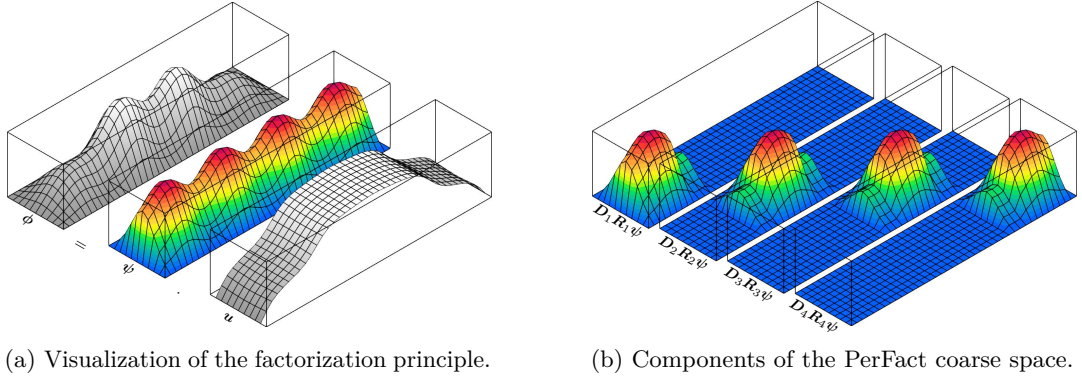 ϕ
=
ψ
.
u
D₁R₁ψ
D₂R₂ψ
D₃R₃ψ
D₄R₄ψ
(a) Visualization of the factorization principle.
(b) Components of the PerFact coarse space.